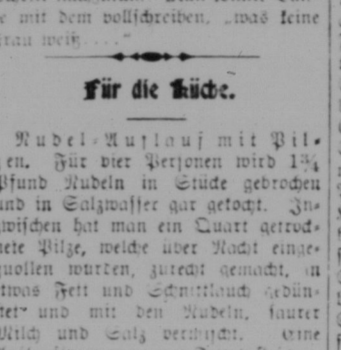 e mit dem vollschreiben, „was keine
Frau weiß...."
Für die Küche.
Nudel-Auflauf mit Pil-
en. Für vier Personen wird 1¾
Pfund Nudeln in Stücke gebrochen
und in Salzwasser gar gekocht. In-
zwischen hat man ein Quart getrock-
nete Pilze, welche über Nacht einge-
quollen wurden, zurecht gemacht, in
etwas Fett und Schnittlauch gedün-
stet und mit den Nudeln, saurer
Milch und Salz vermischt. Eine